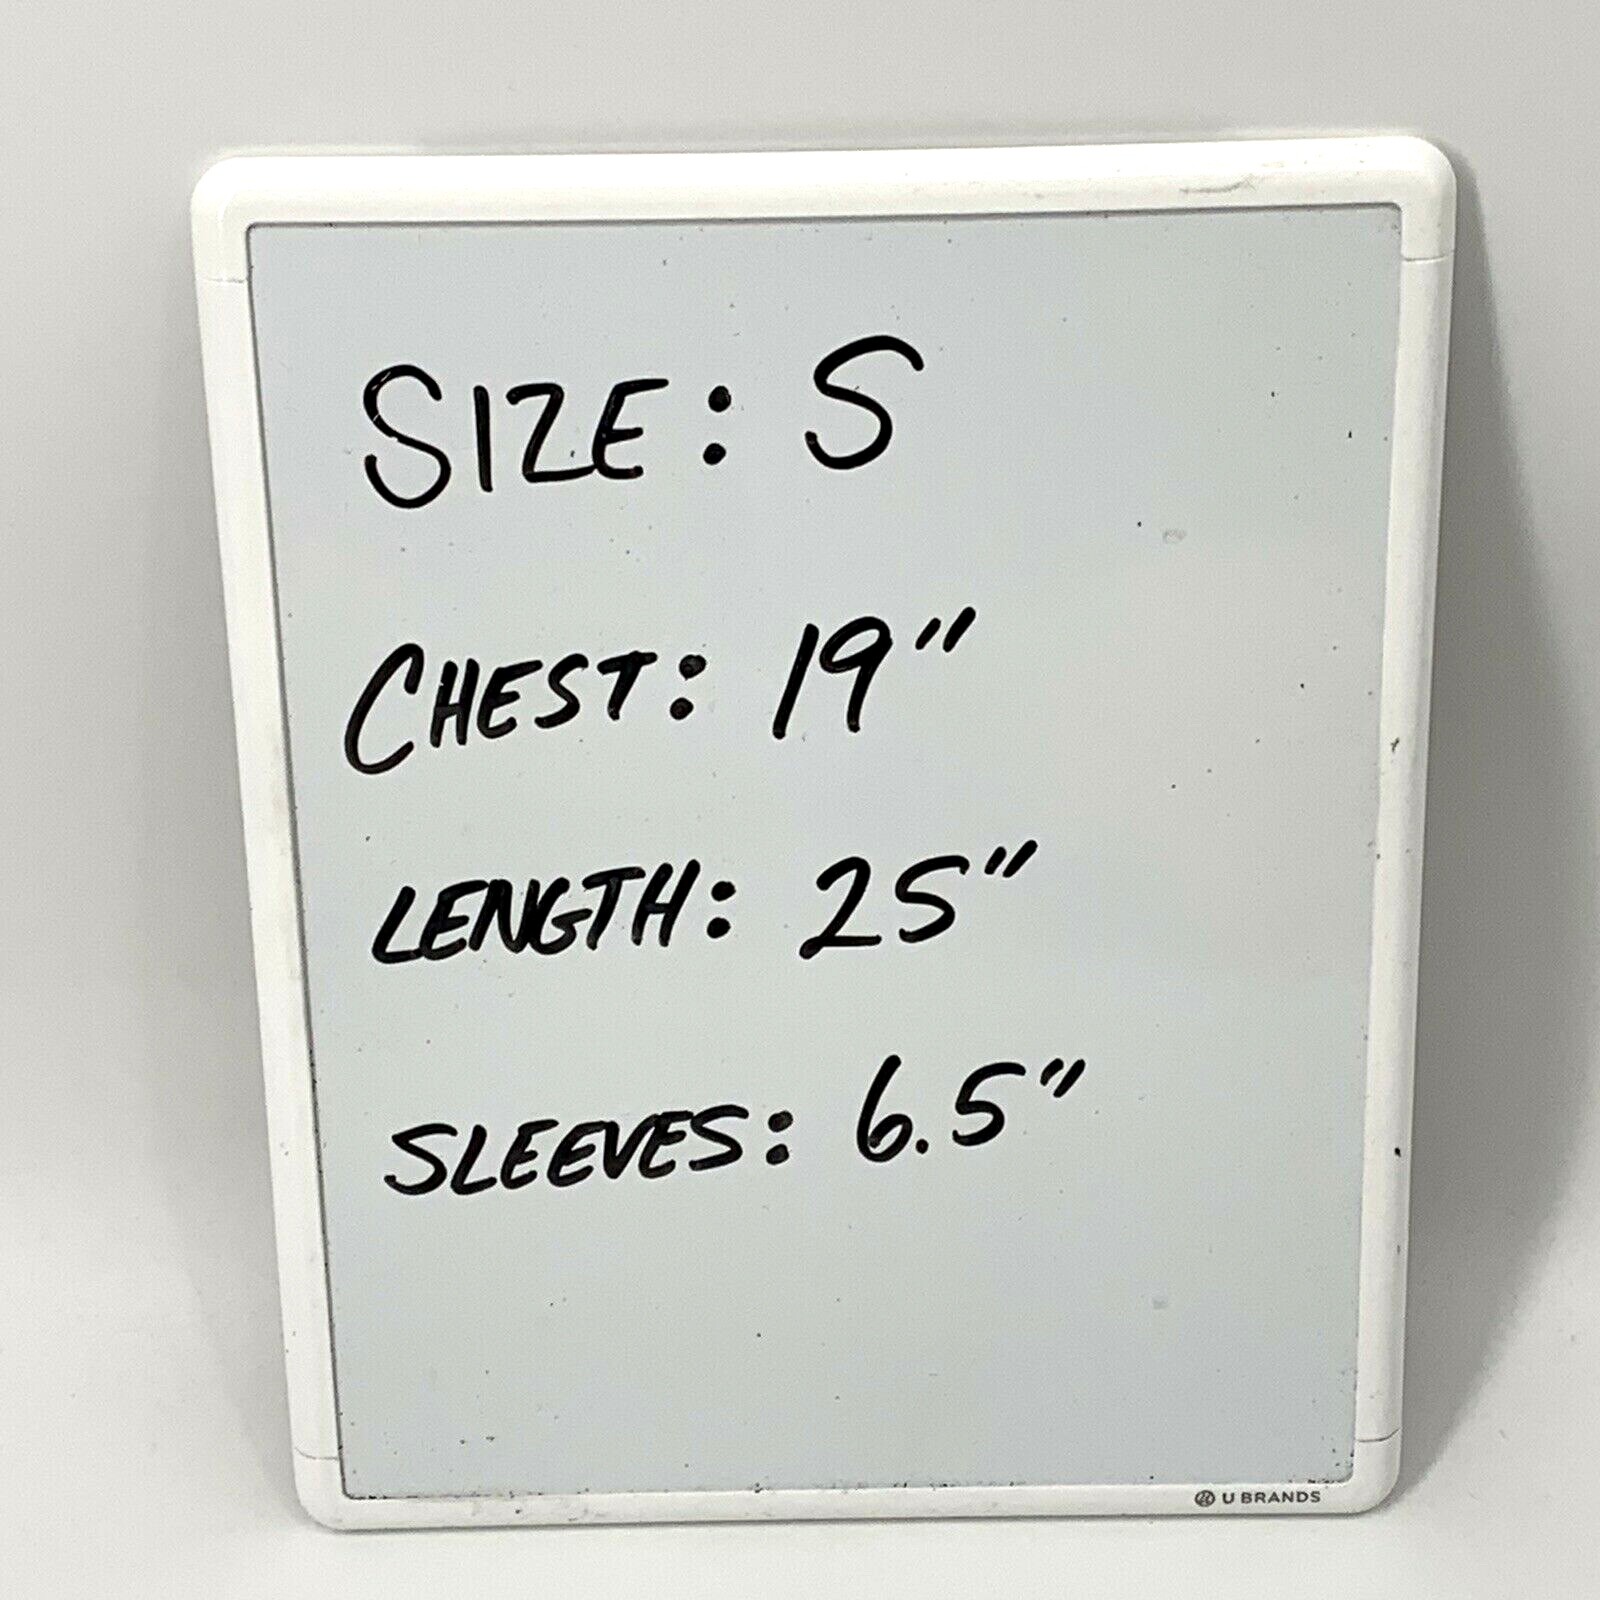 SIZE: S
CHEST: 19"
LENGTH: 25"
SLEEVES: 6.5"
U BRANDS